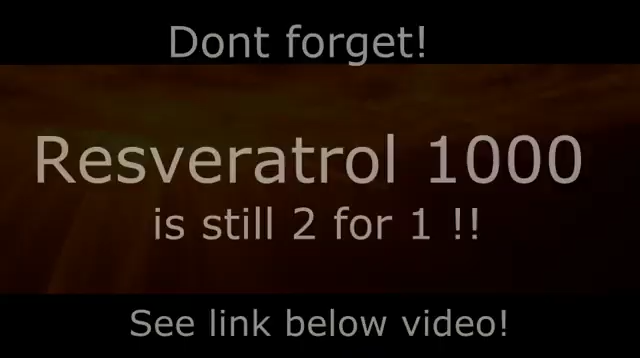 Dont forget!
Resveratrol 1000
is still 2 for 1 !!
See link below video!